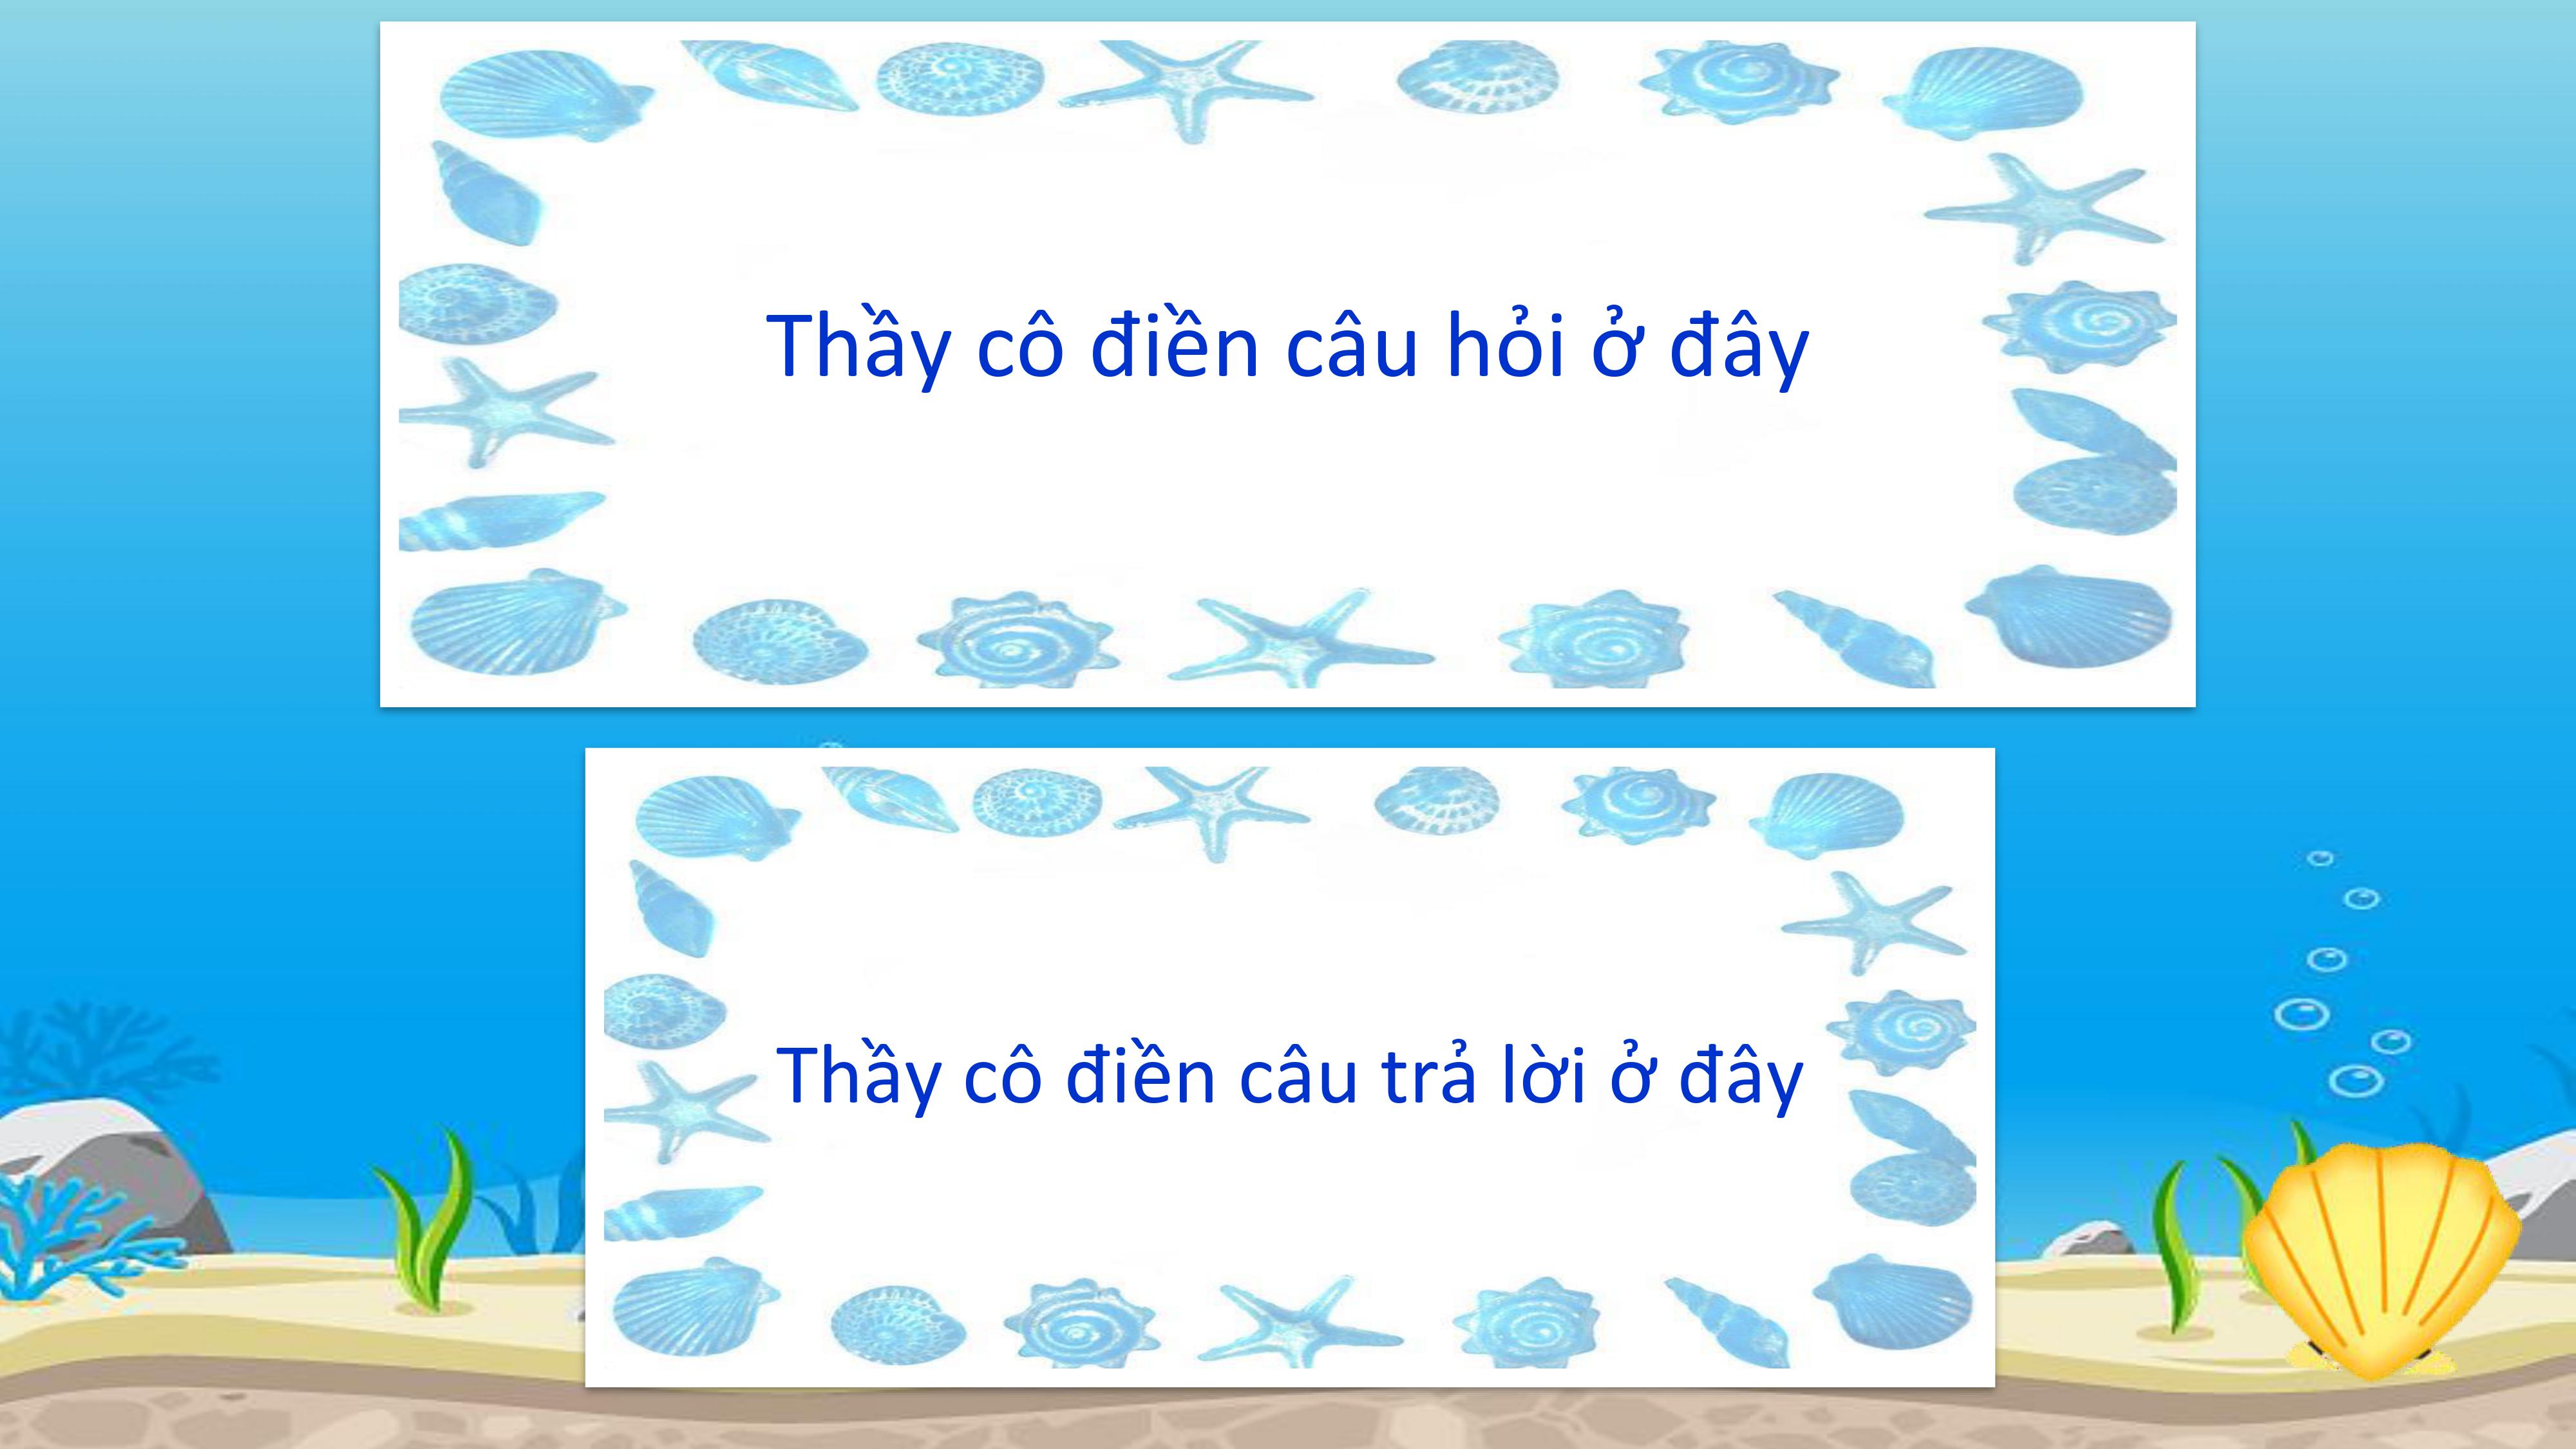 Thầy cô điền câu hỏi ở đây
Thầy cô điền câu trả lời ở đây